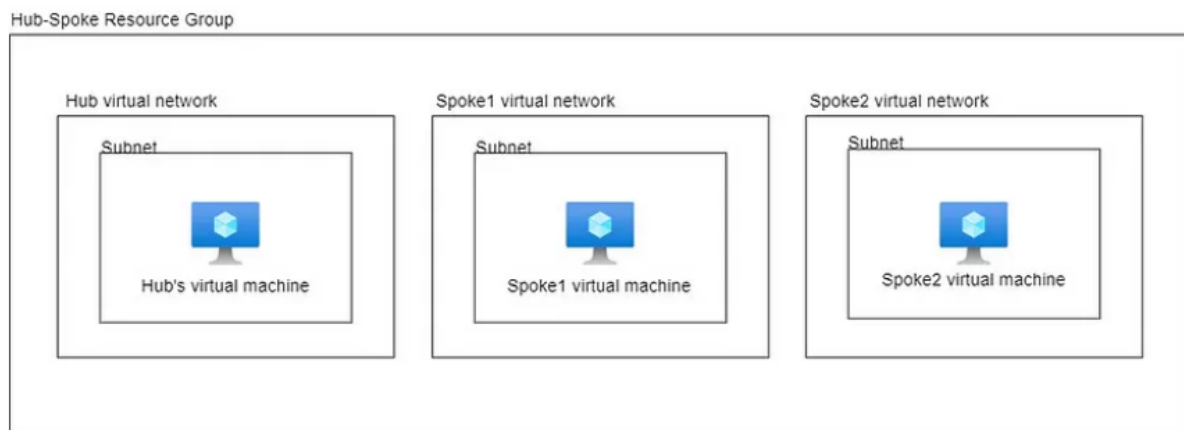 Hub-Spoke Resource Group
Hub virtual network
Spoke1 virtual network
Spoke2 virtual network
Subnet
Subnet
Subnet
Hub's virtual machine
Spoke1 virtual machine
Spoke2 virtual machine